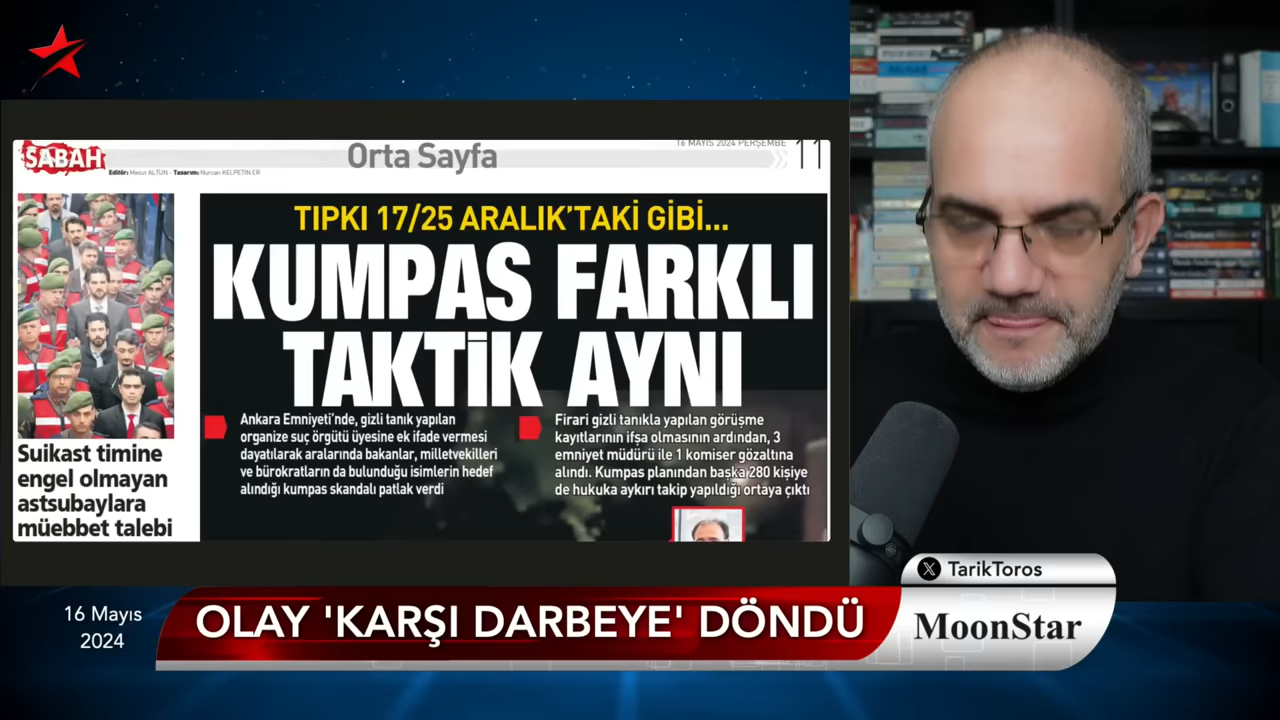 SABAH
Editör: Mesut ALTUN - Tasarım: Nurcan KELPETİN ER
Orta Sayfa
16 MAYIS 2024 PERŞEMBE
11
TIPKI 17/25 ARALIK'TAKİ GİBİ...
KUMPAS FARKLI
TAKTİK AYNI
Ankara Emniyeti'nde, gizli tanık yapılan
organize suç örgütü üyesine ek ifade vermesi
dayatılarak aralarında bakanlar, milletvekilleri
ve bürokratların da bulunduğu isimlerin hedef
alındığı kumpas skandalı patlak verdi
Firari gizli tanıkla yapılan görüşme
kayıtlarının ifşa olmasının ardından, 3
emniyet müdürü ile 1 komiser gözaltına
alındı. Kumpas planından başka 280 kişiye
de hukuka aykırı takip yapıldığı ortaya çıktı
Suikast timine
engel olmayan
astsubaylara
müebbet talebi
TarikToros
MoonStar
16 Mayıs
2024
OLAY 'KARŞI DARBEYE' DÖNDÜ